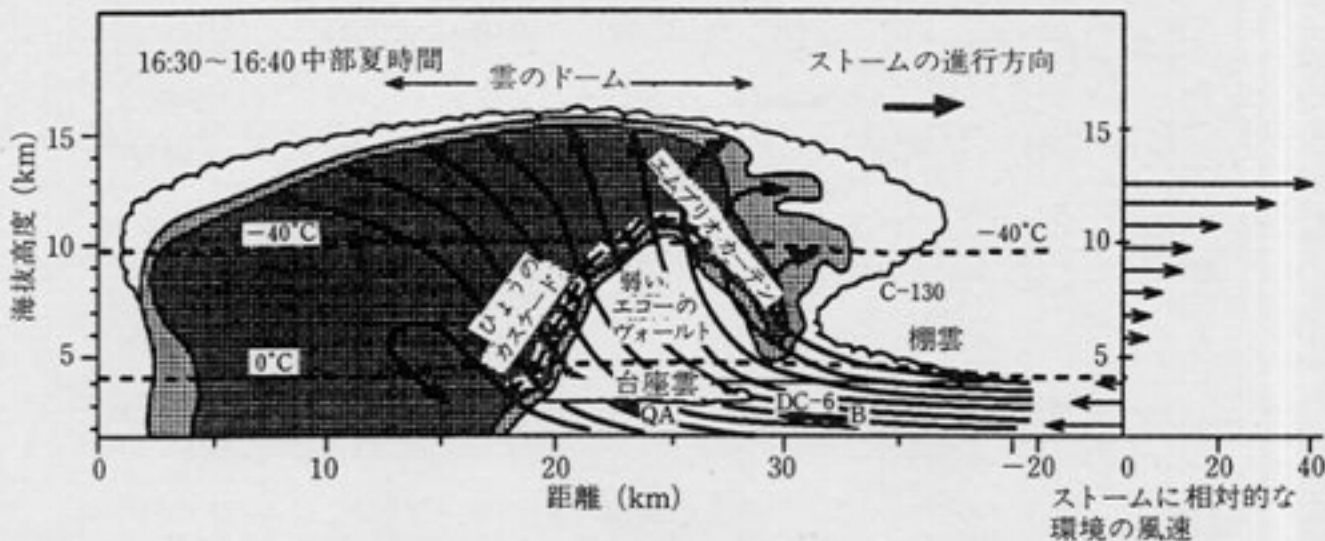 16:30～16:40 中部夏時間
雲のドーム
ストームの進行方向
海抜高度 (km)
15
10
5
-40℃
0℃
ひょうの
カスケード
エムブリオカーテン
弱い
エコーの
ヴォールト
台座雲
QA
DC-6
B
C-130
棚雲
-40℃
15
10
5
0
10
20
30
距離 (km)
-20
0
20
40
ストームに相対的な
環境の風速